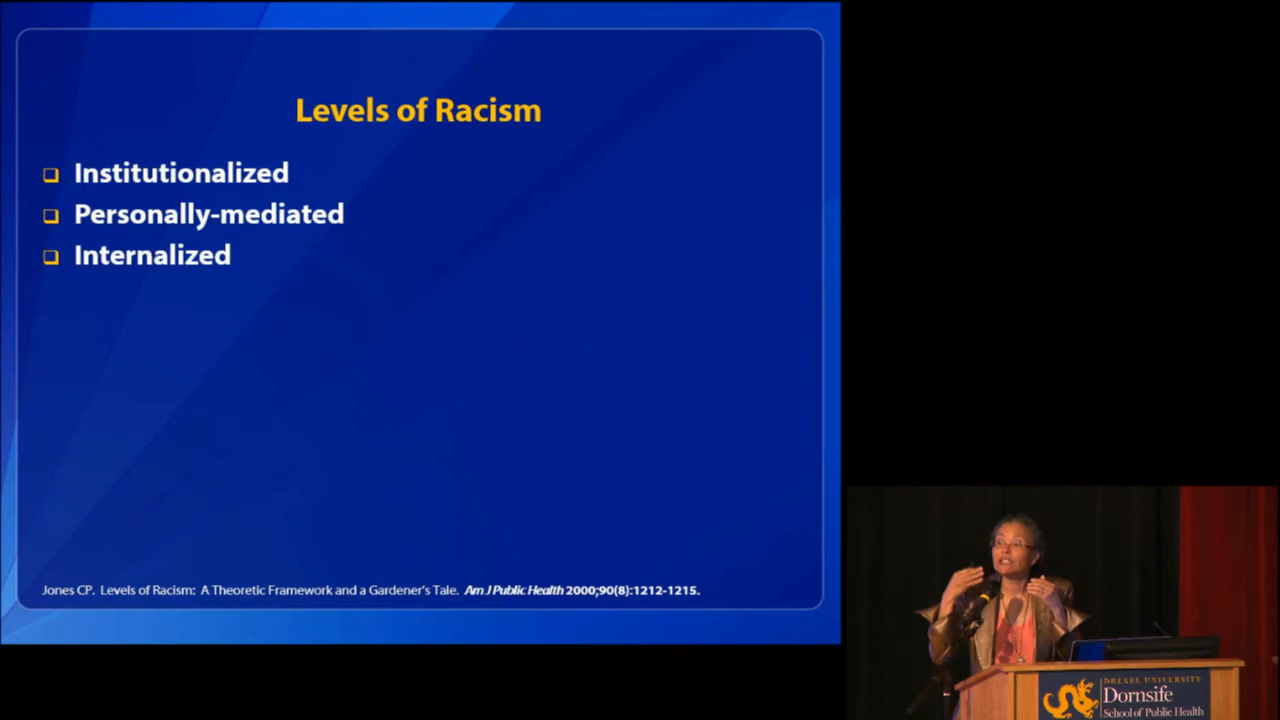 Levels of Racism
Institutionalized
Personally-mediated
Internalized
Jones CP. Levels of Racism: A Theoretic Framework and a Gardener's Tale. Am J Public Health 2000;90(8):1212-1215.
DREXEL UNIVERSITY
Dornsife
School of Public Health